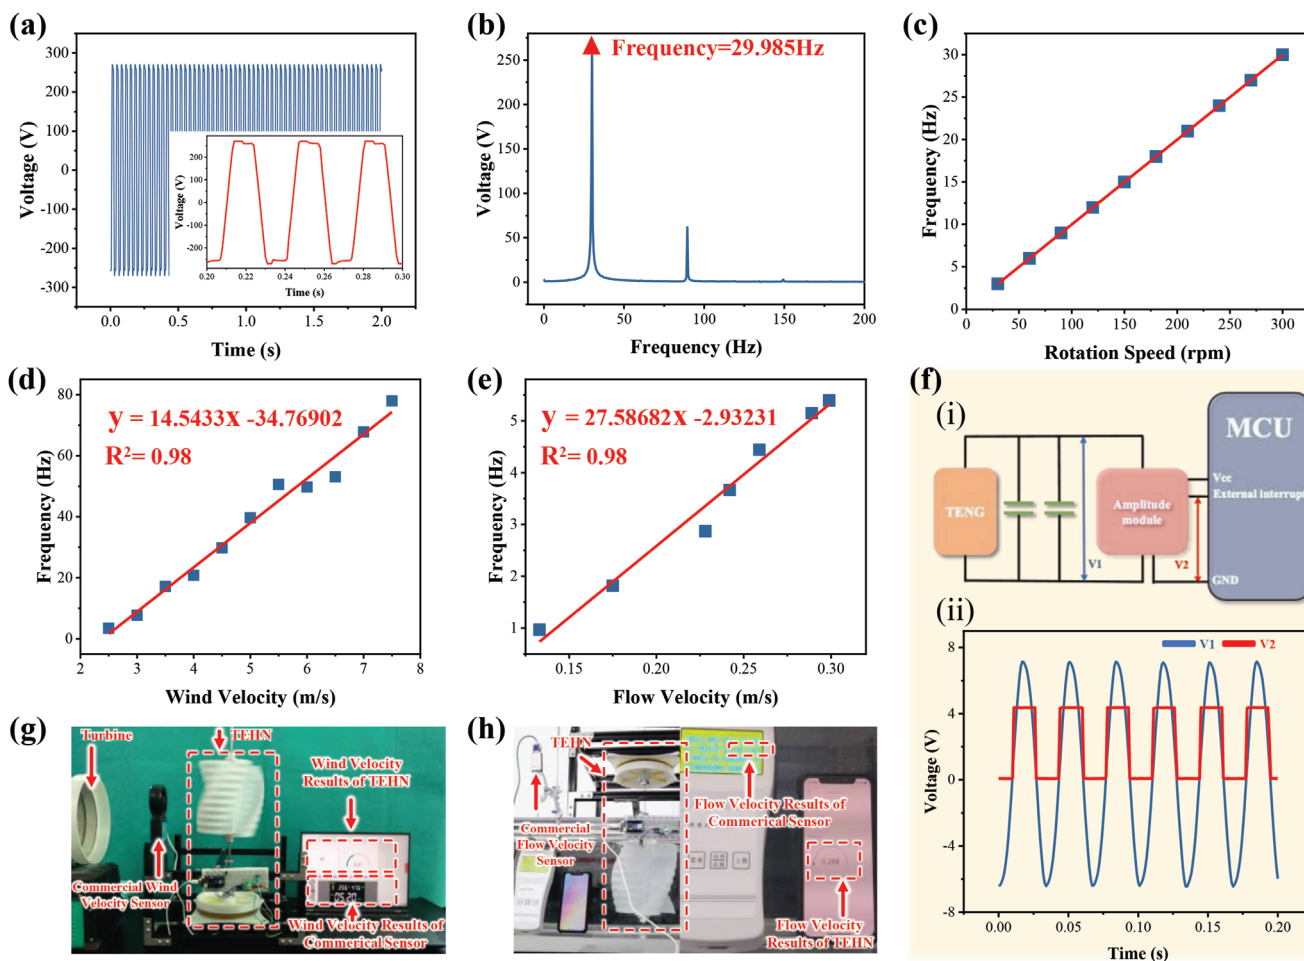 (a)
300
200
100
0
-100
-200
-300
Voltage (V)
0.0 0.5 1.0 1.5 2.0
Time (s)
200
100
0
-100
-200
Voltage (V)
0.20 0.22 0.24 0.26 0.28 0.30
Time (s)
(b)
Frequency=29.985Hz
250
200
150
100
50
0
Voltage (V)
0 50 100 150 200
Frequency (Hz)
(c)
30
25
20
15
10
5
0
Frequency (Hz)
0 50 100 150 200 250 300
Rotation Speed (rpm)
(d)
y = 14.5433x -34.76902
R²= 0.98
80
60
40
20
0
Frequency (Hz)
2 3 4 5 6 7 8
Wind Velocity (m/s)
(e)
y = 27.58682x -2.93231
R²= 0.98
5
4
3
2
1
Frequency (Hz)
0.15 0.20 0.25 0.30
Flow Velocity (m/s)
(f)
(i)
MCU
Vcc
External interrupt
GND
TENG
Amplitude
module
V1
V2
(ii)
V1 V2
8
4
0
-4
-8
Voltage (V)
0.00 0.05 0.10 0.15 0.20
Time (s)
(g)
Turbine
TEHN
Wind Velocity
Results of TEHN
Commercial Wind
Velocity Sensor
05.20
Wind Velocity Results of
Commerical Sensor
(h)
TEHN
Commercial
Flow Velocity
Sensor
Flow Velocity Results of
Commerical Sensor
0.298
Flow Velocity
Results of TEHN